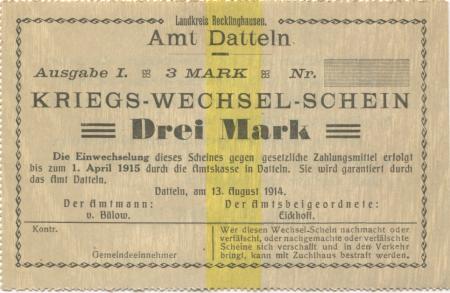 Landkreis Recklinghausen.
Amt Datteln
Ausgabe I. 3 MARK Nr.
KRIEGS-WECHSEL-SCHEIN
Drei Mark
Die Einwechselung dieses Scheines gegen gesetzliche Zahlungsmittel erfolgt
bis zum 1. April 1915 durch die Amtskasse in Datteln. Sie wird garantiert durch
das Amt Datteln.
Datteln, am 13. August 1914.
Der Amtmann: Der Amtsbeigeordnete:
v. Bülow. Eickhoff.
Kontr.
Gemeindeeinnehmer
Wer diesen Wechsel-Schein nachmacht oder
verfälscht, oder nachgemachte oder verfälschte
Scheine sich verschafft und in den Verkehr
bringt, kann mit Zuchthaus bestraft werden.